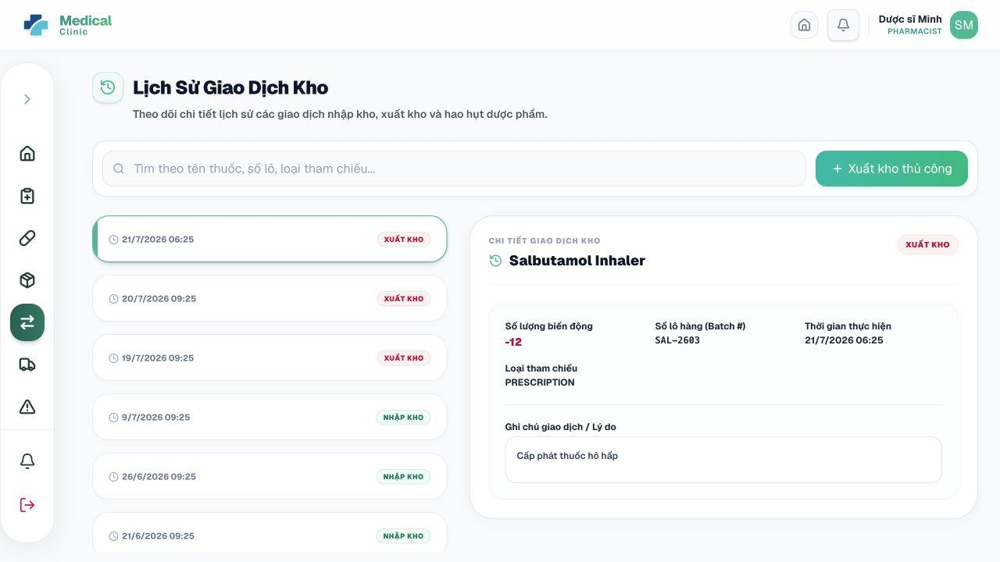 Medical
Clinic
Dược sĩ Minh
PHARMACIST
SM
Lịch Sử Giao Dịch Kho
Theo dõi chi tiết lịch sử các giao dịch nhập kho, xuất kho và hao hụt dược phẩm.
Tìm theo tên thuốc, số lô, loại tham chiếu...
+ Xuất kho thủ công
21/7/2026 06:25
XUẤT KHO
20/7/2026 09:25
XUẤT KHO
19/7/2026 09:25
XUẤT KHO
9/7/2026 09:25
NHẬP KHO
26/6/2026 09:25
NHẬP KHO
21/6/2026 09:25
NHẬP KHO
CHI TIẾT GIAO DỊCH KHO
Salbutamol Inhaler
XUẤT KHO
Số lượng biến động
-12
Số lô hàng (Batch #)
SAL-2603
Thời gian thực hiện
21/7/2026 06:25
Loại tham chiếu
PRESCRIPTION
Ghi chú giao dịch / Lý do
Cấp phát thuốc hô hấp